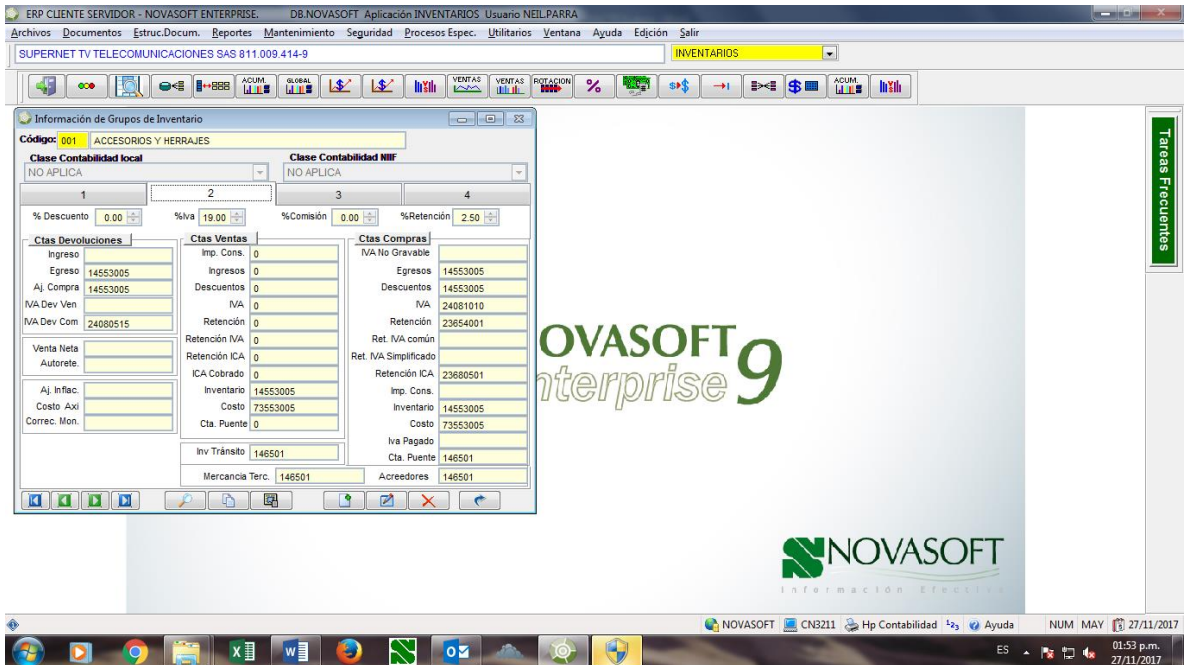 ERP CLIENTE SERVIDOR - NOVASOFT ENTERPRISE. DB.NOVASOFT Aplicación INVENTARIOS Usuario NEIL.PARRA
Archivos Documentos Estruc.Docum. Reportes Mantenimiento Seguridad Procesos Espec. Utilitarios Ventana Ayuda Edición Salir
SUPERNET TV TELECOMUNICACIONES SAS 811.009.414-9 INVENTARIOS
ACUM. GLOBAL VENTAS VENTAS ROTACION % ACUM.
Información de Grupos de Inventario
Código: 001 ACCESORIOS Y HERRAJES
Clase Contabilidad local Clase Contabilidad NIIF
NO APLICA NO APLICA
1 2 3 4
% Descuento 0.00 %Iva 19.00 %Comisión 0.00 %Retención 2.50
Ctas Devoluciones
Ingreso
Egreso 14553005
Aj. Compra 14553005
IVA Dev Ven
IVA Dev Com 24080515
Venta Neta
Autorete.
Aj. Inflac.
Costo Axi
Correc. Mon.
Ctas Ventas
Imp. Cons. 0
Ingresos 0
Descuentos 0
IVA 0
Retención 0
Retención IVA 0
Retención ICA 0
ICA Cobrado 0
Inventario 14553005
Costo 73553005
Cta. Puente 0
Inv Tránsito 146501
Ctas Compras
IVA No Gravable
Egresos 14553005
Descuentos 14553005
IVA 24081010
Retención 23654001
Ret. IVA común
Ret. IVA Simplificado
Retención ICA 23680501
Imp. Cons.
Inventario 14553005
Costo 73553005
Iva Pagado
Cta. Puente 146501
Mercancia Terc. 146501 Acreedores 146501
Tareas Frecuentes
OVASOFT 9
nterprise
NOVASOFT
Información Efectiva
NOVASOFT CN3211 Hp Contabilidad 123 Ayuda NUM MAY 27/11/2017
ES 01:53 p.m.
27/11/2017